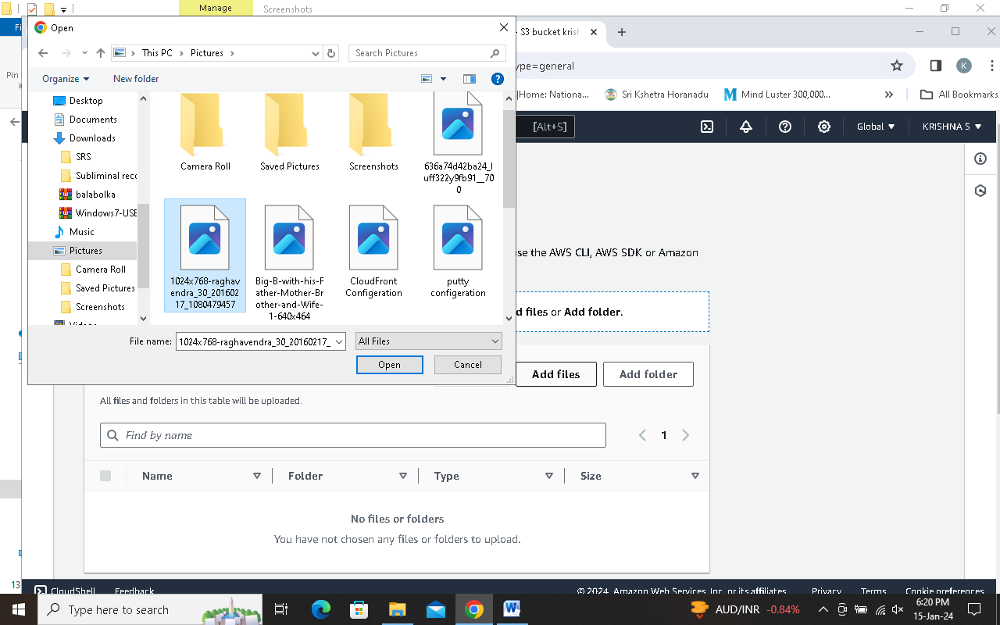 Manage
Screenshots
Open
S3 bucket krish
This PC
Pictures
Search Pictures
ype=general
Organize
New folder
Home: Nationa...
Sri Kshetra Horanadu
Mind Luster 300,000...
All Bookmarks
Pin
Desktop
Documents
Downloads
SRS
Subliminal reco
balabolka
Windows7-USB
Music
Pictures
Camera Roll
Saved Pictures
Screenshots
Camera Roll
Saved Pictures
Screenshots
636a74d42ba24_l
uff322y9fb91__70
0
1024x768-raghav
endra_30_201602
17_1080479457
Big-B-with-his-F
ather-Mother-Br
other-and-Wife-
1-640x464
CloudFront
Configeration
putty
configeration
[Alt+S]
Global
KRISHNA S
se the AWS CLI, AWS SDK or Amazon
d files or Add folder.
File name:
1024x768-raghavendra_30_20160217_
All Files
Open
Cancel
Add files
Add folder
All files and folders in this table will be uploaded.
Find by name
1
Name
Folder
Type
Size
No files or folders
You have not chosen any files or folders to upload.
13
CloudShell
Feedback
© 2024, Amazon Web Services, Inc. or its affiliates.
Privacy
Terms
Cookie preferences
Type here to search
AUD/INR
-0.84%
6:20 PM
15-Jan-24